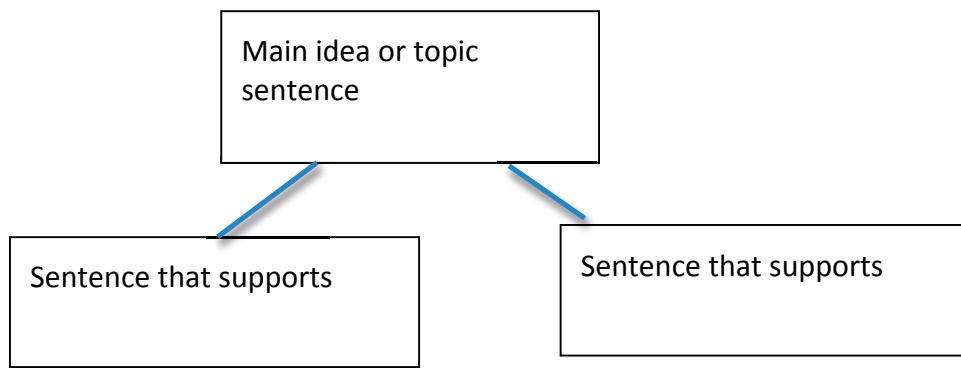 Main idea or topic
sentence
Sentence that supports
Sentence that supports